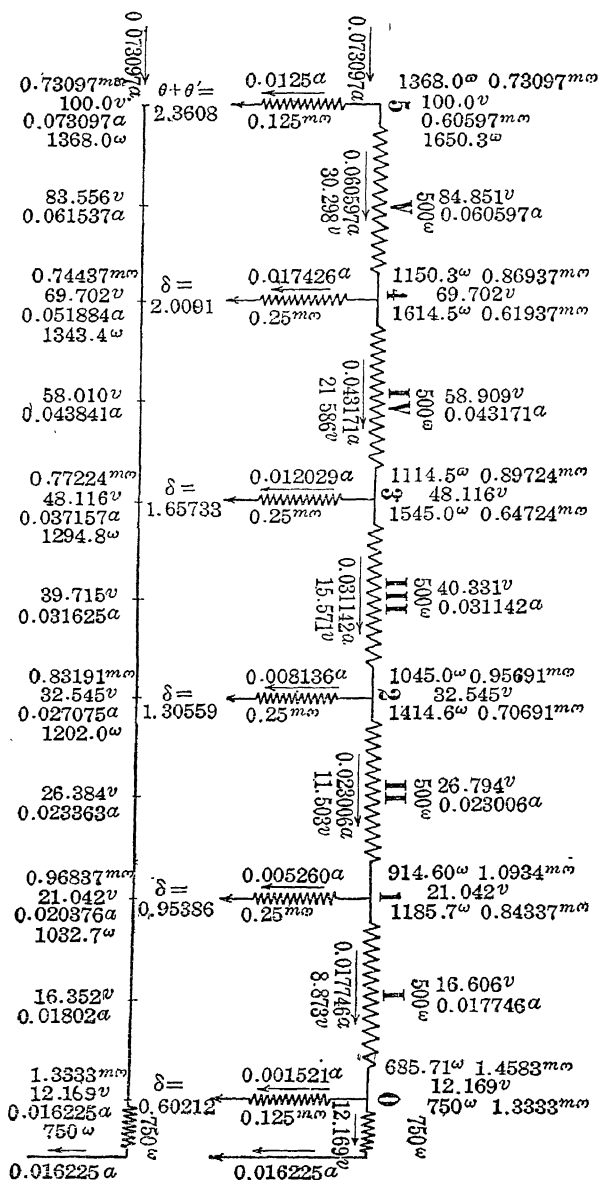 0.073097a
0.73097mω
100.0v
0.073097a
1368.0ω
θ+θ′=
2.3608
0.0125a
0.125mω
0.073097a
1368.0ω 0.73097mω
5
100.0v
0.60597mω
1650.3ω
83.556v
0.061537a
0.060597a
30.298v
V
500ω
84.851v
0.060597a
0.74437mω
69.702v
0.051884a
1343.4ω
δ=
2.0091
0.017426a
0.25mω
1150.3ω 0.86937mω
4
69.702v
1614.5ω 0.61937mω
58.010v
0.043841a
0.043171a
21.586v
IV
500ω
58.909v
0.043171a
0.77224mω
48.116v
0.037157a
1294.8ω
δ=
1.65733
0.012029a
0.25mω
1114.5ω 0.89724mω
3
48.116v
1545.0ω 0.64724mω
39.715v
0.031625a
0.031142a
15.571v
III
500ω
40.331v
0.031142a
0.83191mω
32.545v
0.027075a
1202.0ω
δ=
1.30559
0.008136a
0.25mω
1045.0ω 0.95691mω
2
32.545v
1414.6ω 0.70691mω
26.384v
0.023363a
0.023006a
11.503v
II
500ω
26.794v
0.023006a
0.96837mω
21.042v
0.020376a
1032.7ω
δ=
0.95386
0.005260a
0.25mω
914.60ω 1.0934mω
1
21.042v
1185.7ω 0.84337mω
16.352v
0.01802a
0.017746a
8.873v
I
500ω
16.606v
0.017746a
1.3333mω
12.169v
0.016225a
750ω
δ=
0.60212
0.001521a
0.125mω
685.71ω 1.4583mω
0
12.169v
750ω 1.3333mω
750ω
12.169v
750ω
0.016225a
0.016225a